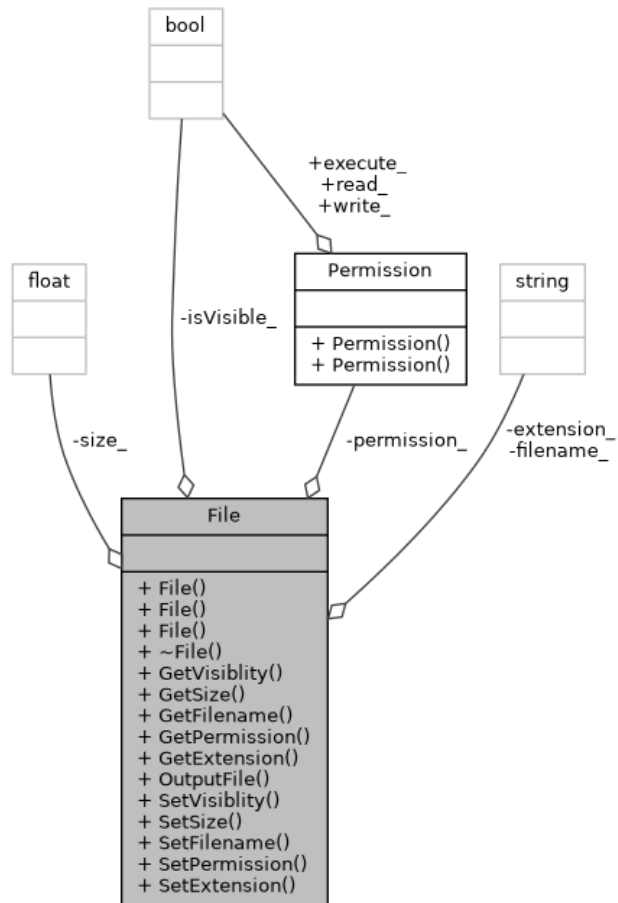 bool
+execute_
+read_
+write_
Permission
+ Permission()
+ Permission()
float
string
-isVisible_
-size_
-permission_
-extension_
-filename_
File
+ File()
+ File()
+ File()
+ ~File()
+ GetVisiblity()
+ GetSize()
+ GetFilename()
+ GetPermission()
+ GetExtension()
+ OutputFile()
+ SetVisiblity()
+ SetSize()
+ SetFilename()
+ SetPermission()
+ SetExtension()